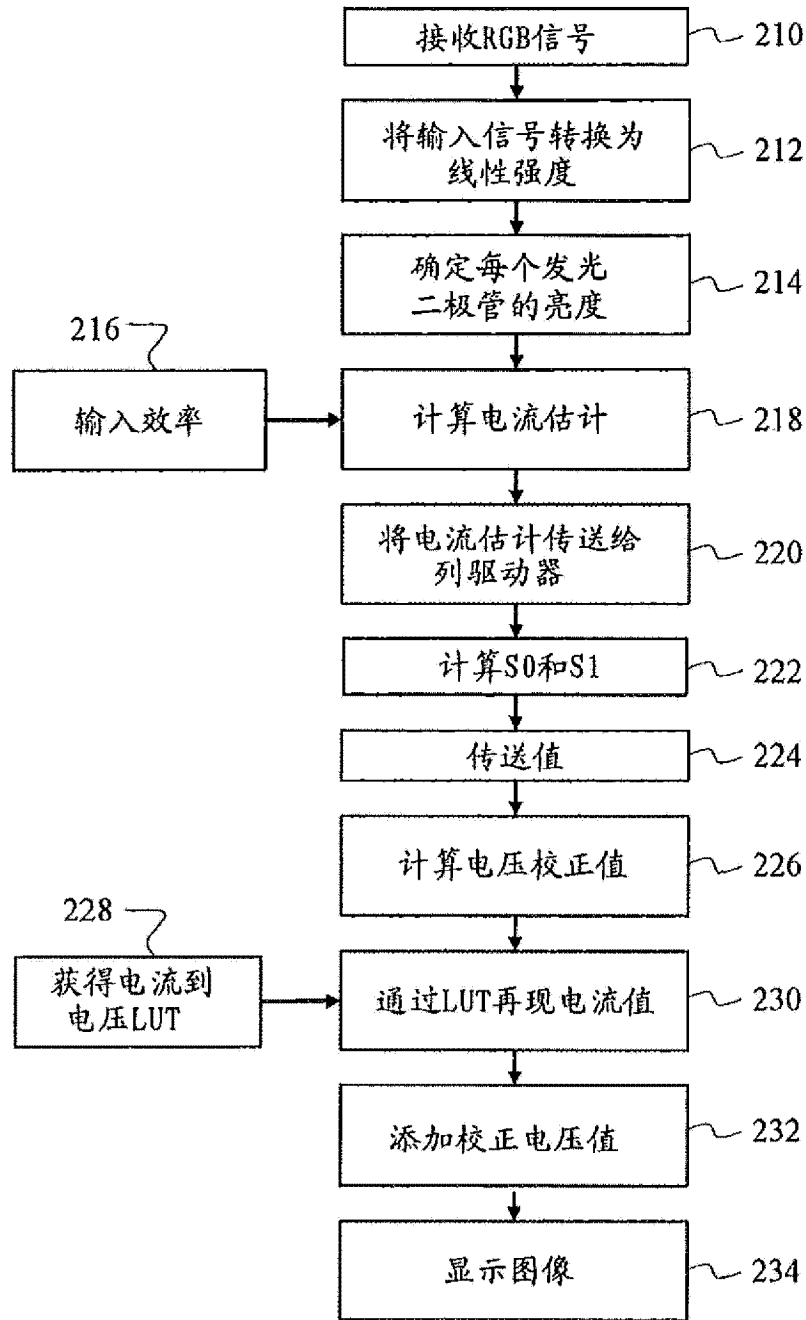 接收RGB信号
210
将输入信号转换为
线性强度
212
确定每个发光
二极管的亮度
214
216
输入效率
计算电流估计
218
将电流估计传送给
列驱动器
220
计算S0和S1
222
传送值
224
计算电压校正值
226
228
获得电流到
电压LUT
通过LUT再现电流值
230
添加校正电压值
232
显示图像
234